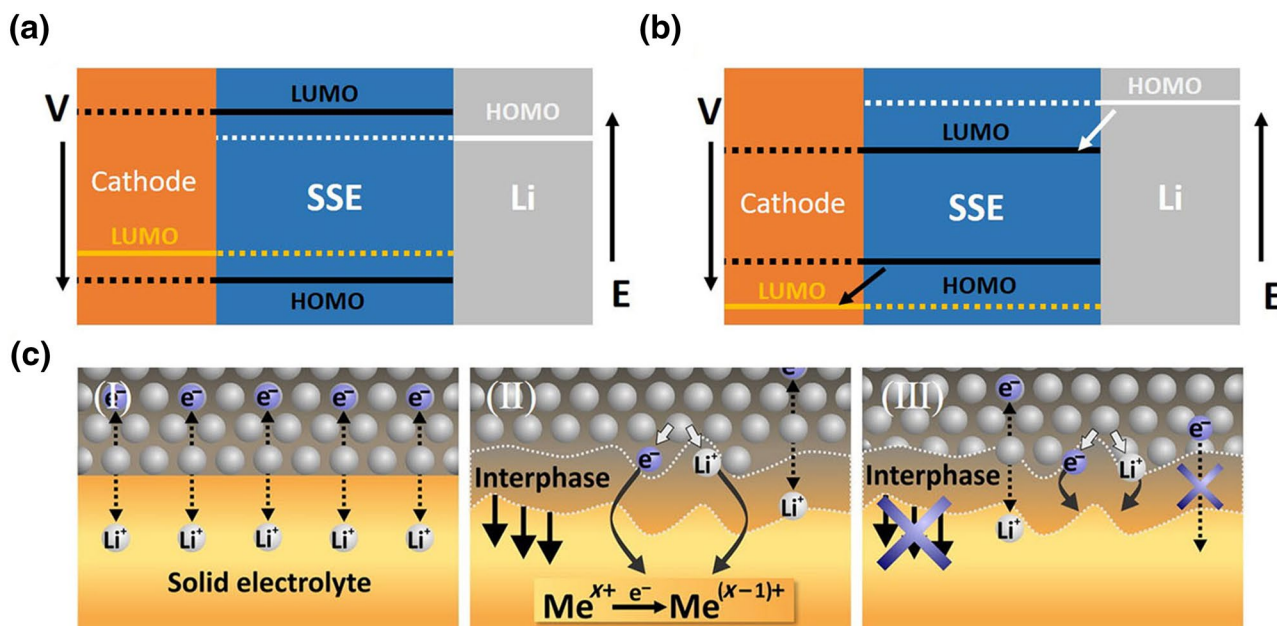 (a)
V
LUMO
HOMO
Cathode
SSE
Li
LUMO
HOMO
E
(b)
V
HOMO
LUMO
Cathode
SSE
Li
LUMO
HOMO
E
(c)
(I)
e⁻ e⁻ e⁻ e⁻ e⁻
Li⁺ Li⁺ Li⁺ Li⁺ Li⁺
Solid electrolyte
(II)
e⁻
e⁻ Li⁺
Interphase
Li⁺
Meˣ⁺ e⁻ Me⁽ˣ⁻¹⁾⁺
(III)
e⁻
e⁻
e⁻ Li⁺
Interphase
Li⁺